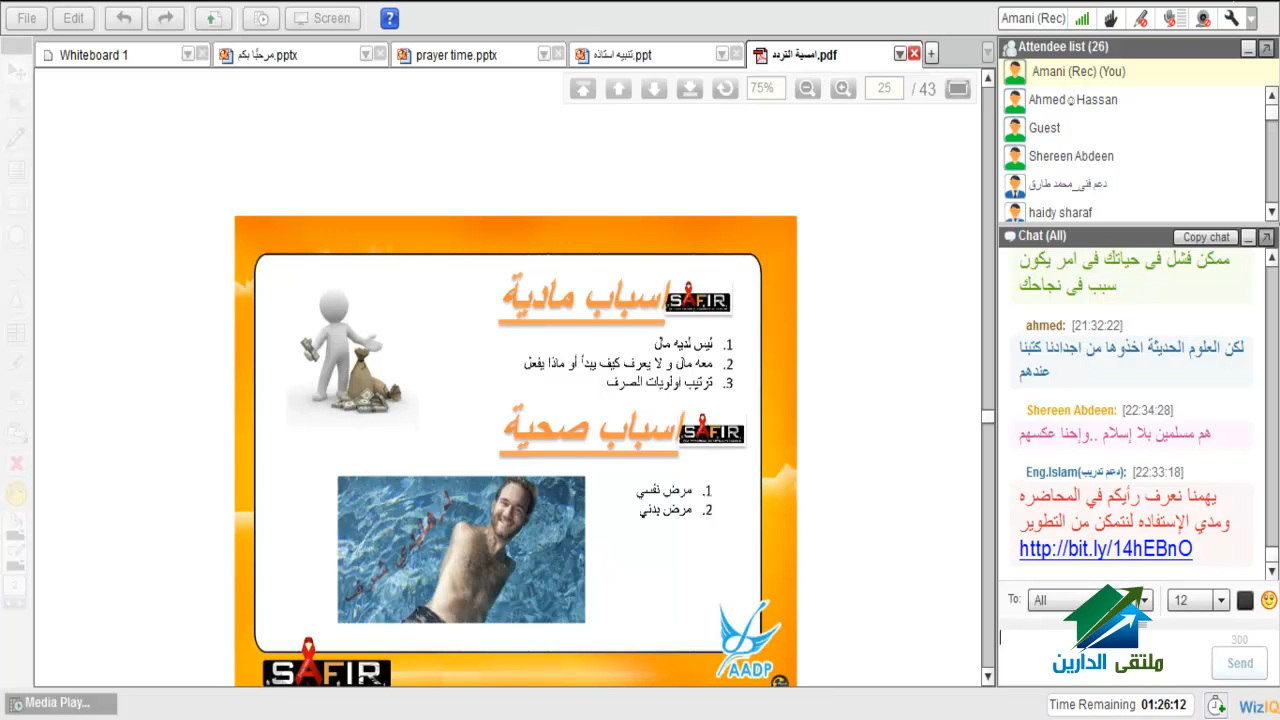 File
Edit
Screen
?
Amani (Rec)
Whiteboard 1
مرحبًا بكم.pptx
prayer time.pptx
تنبيه استاذه.ppt
امسية التردد.pdf
75%
25 / 43
Attendee list (26)
Amani (Rec) (You)
Ahmed☺Hassan
Guest
Shereen Abdeen
دعم فنى_محمد طارق
haidy sharaf
Chat (All)
Copy chat
ممكن فشل فى حياتك فى امر يكون
سبب فى نجاحك
ahmed: [21:32:22]
لكن العلوم الحديثة اخذوها من اجدادنا كتبنا
عندهم
Shereen Abdeen: [22:34:28]
هم مسلمين بلا إسلام ..وإحنا عكسهم
Eng.Islam(دعم تدريب): [22:33:18]
يهمنا نعرف رأيكم في المحاضره
ومدي الإستفاده لنتمكن من التطوير
http://bit.ly/14hEBnO
To: All 12
300
Send
ملتقى الدارين
اسباب مادية
SAFIR
1. ليس لديه مال
2. معه مال و لا يعرف كيف يبدأ أو ماذا يفعل
3. ترتيب اولويات الصرف
اسباب صحية
SAFIR
1. مرض نفسي
2. مرض بدني
SAFIR
AADP
Media Play...
Time Remaining 01:26:12
WizIQ